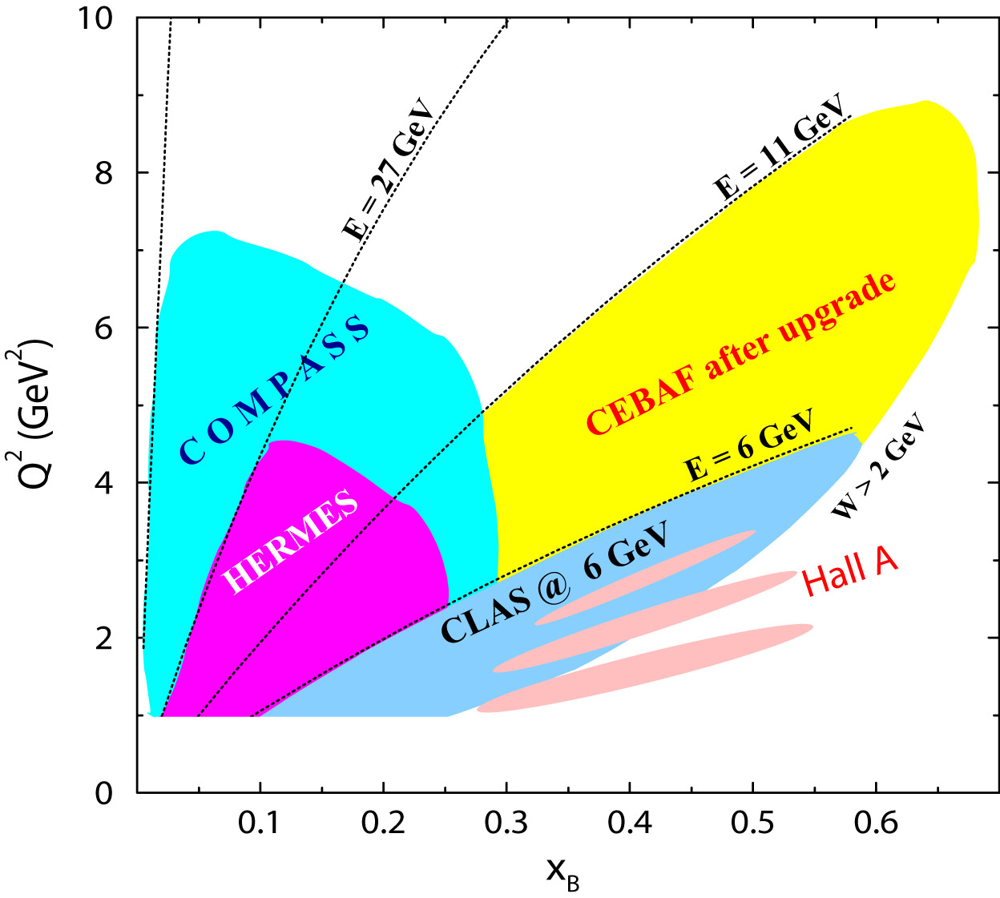 10
8
6
4
2
0
Q² (GeV²)
0.1
0.2
0.3
0.4
0.5
0.6
x_B
E = 27 GeV
E = 11 GeV
COMPASS
CEBAF after upgrade
E = 6 GeV
W > 2 GeV
HERMES
CLAS @ 6 GeV
Hall A